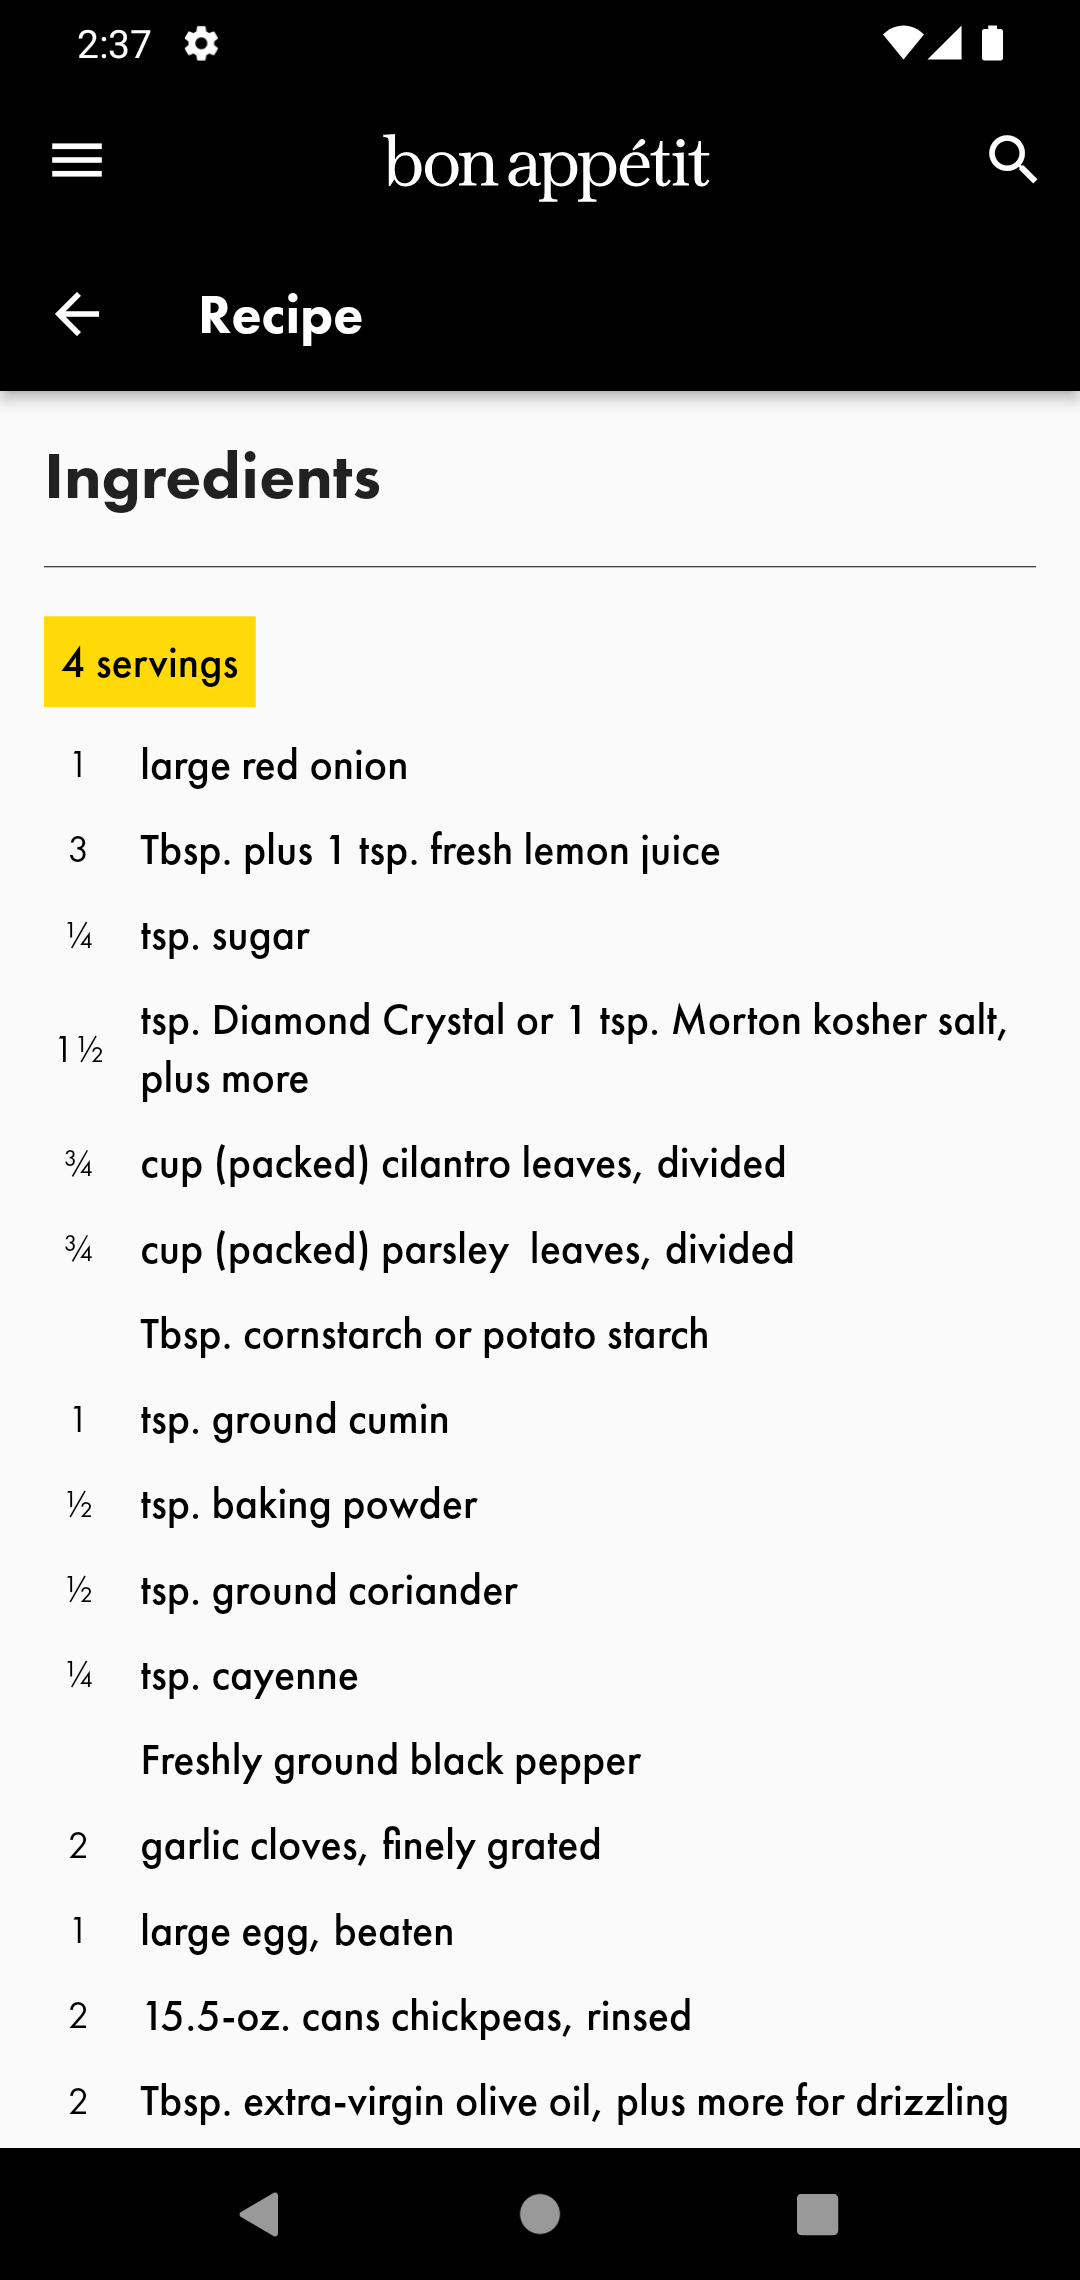 2:37
bon appétit
Recipe
Ingredients
4 servings
1 large red onion
3 Tbsp. plus 1 tsp. fresh lemon juice
¼ tsp. sugar
1 ½ tsp. Diamond Crystal or 1 tsp. Morton kosher salt,
plus more
¾ cup (packed) cilantro leaves, divided
¾ cup (packed) parsley  leaves, divided
Tbsp. cornstarch or potato starch
1 tsp. ground cumin
½ tsp. baking powder
½ tsp. ground coriander
¼ tsp. cayenne
Freshly ground black pepper
2 garlic cloves, finely grated
1 large egg, beaten
2 15.5-oz. cans chickpeas, rinsed
2 Tbsp. extra-virgin olive oil, plus more for drizzling